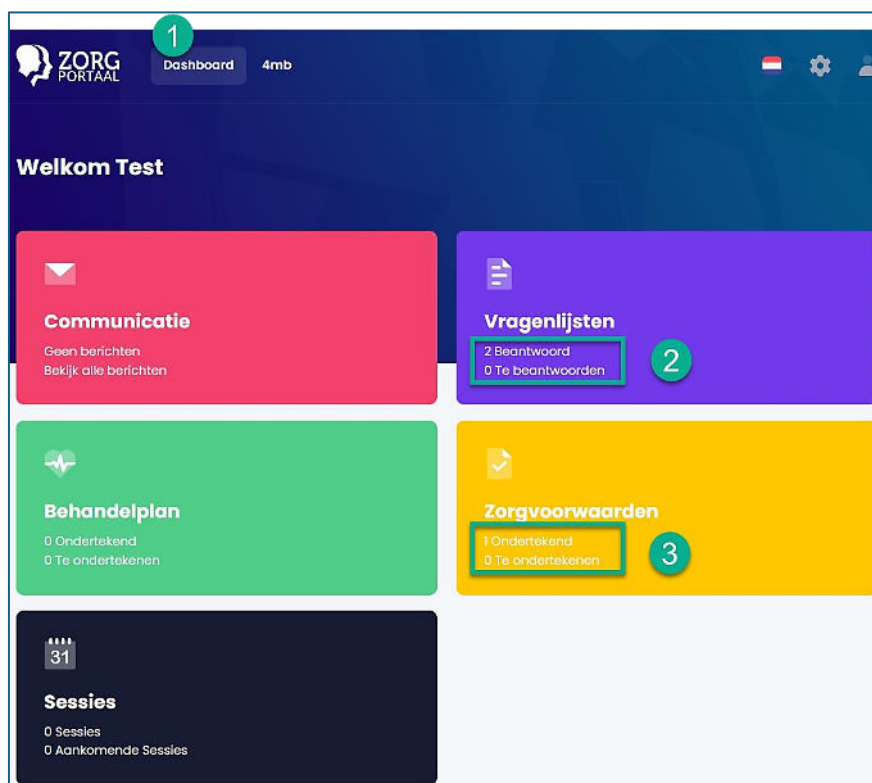 1
ZORG
PORTAAL
Dashboard
4mb
Welkom Test
Communicatie
Geen berichten
Bekijk alle berichten
Vragenlijsten
2 Beantwoord
0 Te beantwoorden
2
Behandelplan
0 Ondertekend
0 Te ondertekenen
Zorgvoorwaarden
1 Ondertekend
0 Te ondertekenen
3
31
Sessies
0 Sessies
0 Aankomende Sessies